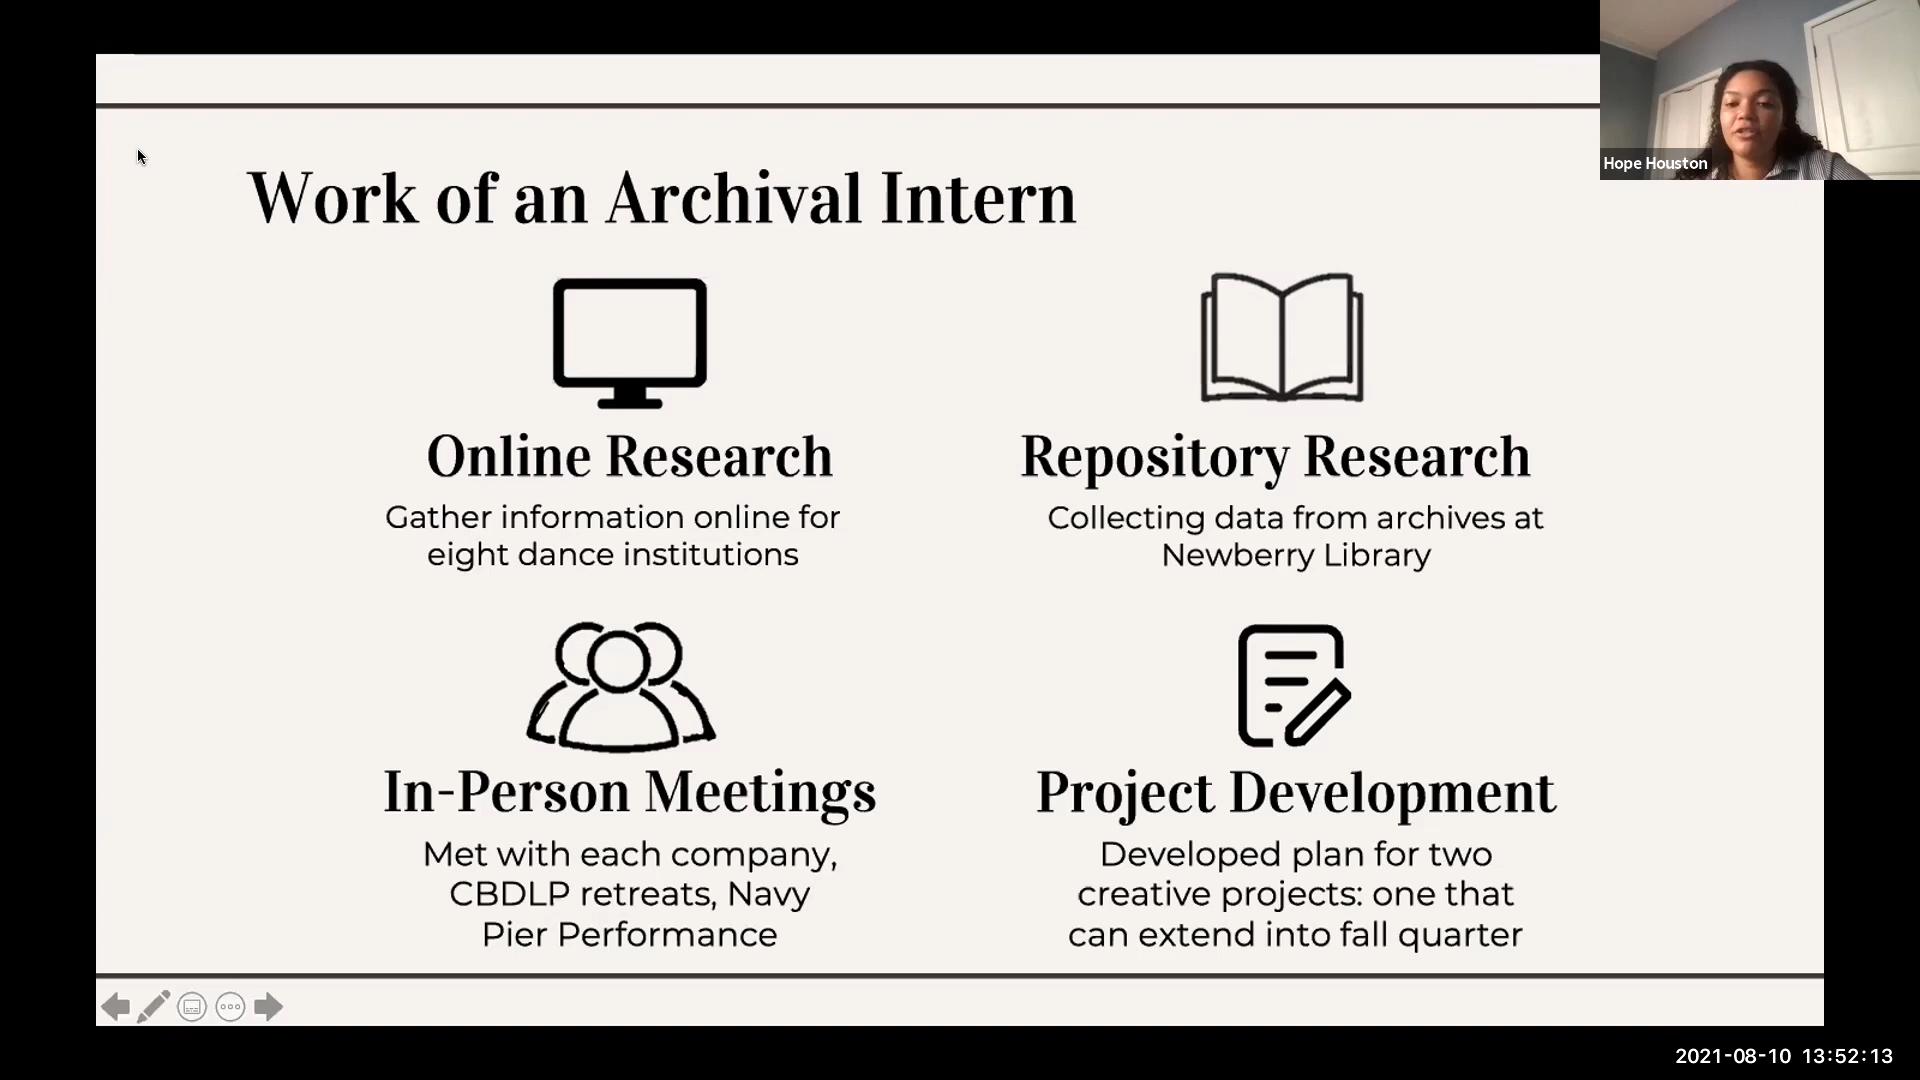 Hope Houston
Work of an Archival Intern
Online Research
Gather information online for
eight dance institutions
Repository Research
Collecting data from archives at
Newberry Library
In-Person Meetings
Met with each company,
CBDLP retreats, Navy
Pier Performance
Project Development
Developed plan for two
creative projects: one that
can extend into fall quarter
2021-08-10 13:52:13